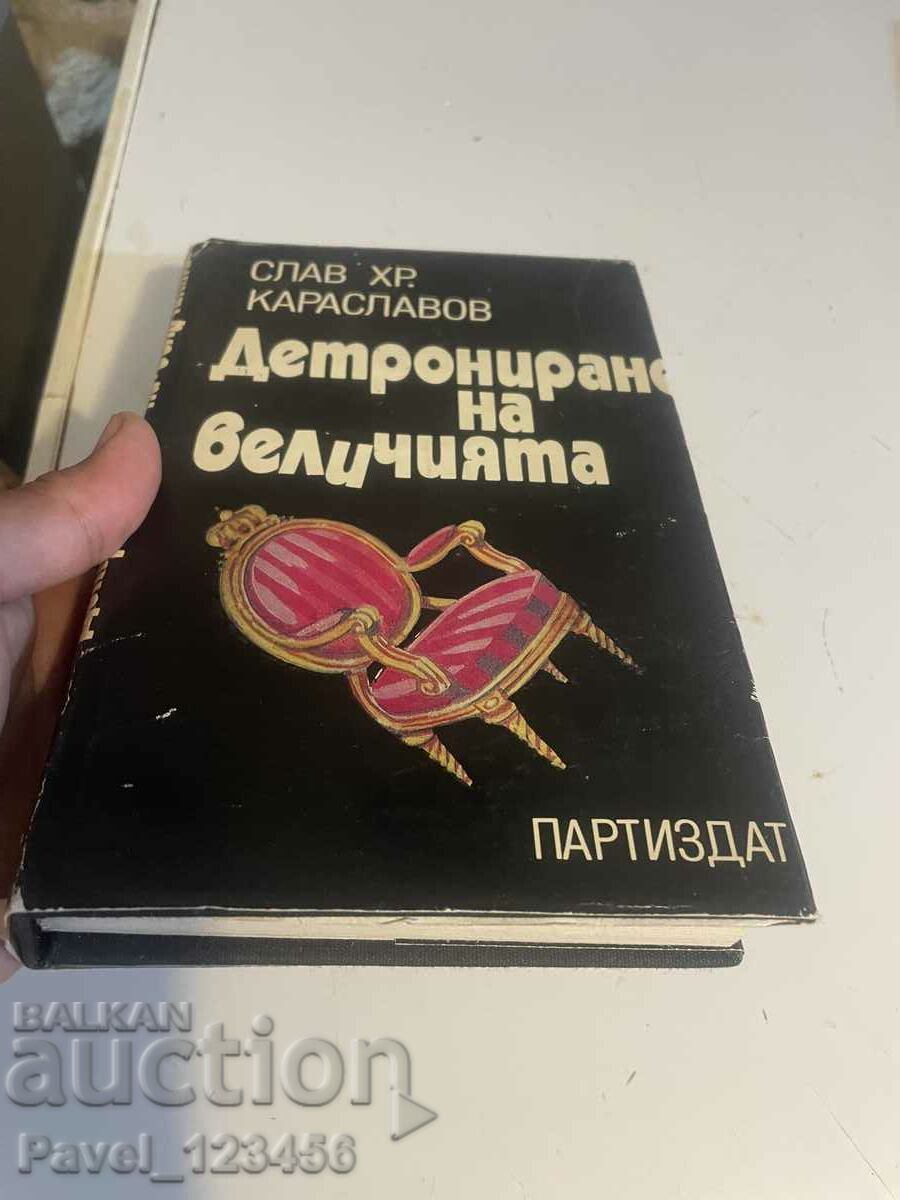 СЛАВ ХР.
КАРАСЛАВОВ
Детрониране
на
величията
ПАРТИЗДАТ
BALKAN
auction
Pavel_123456